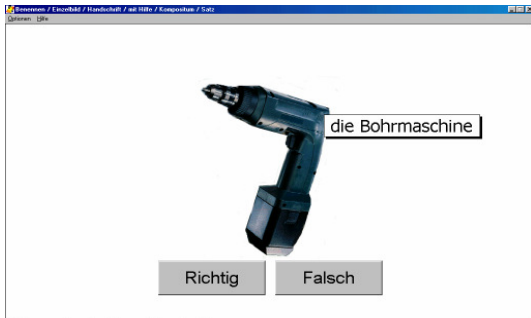 Benennen / Einzelbild / Handschrift / mit Hilfe / Kompositum / Satz
Optionen Hilfe
die Bohrmaschine
Richtig Falsch